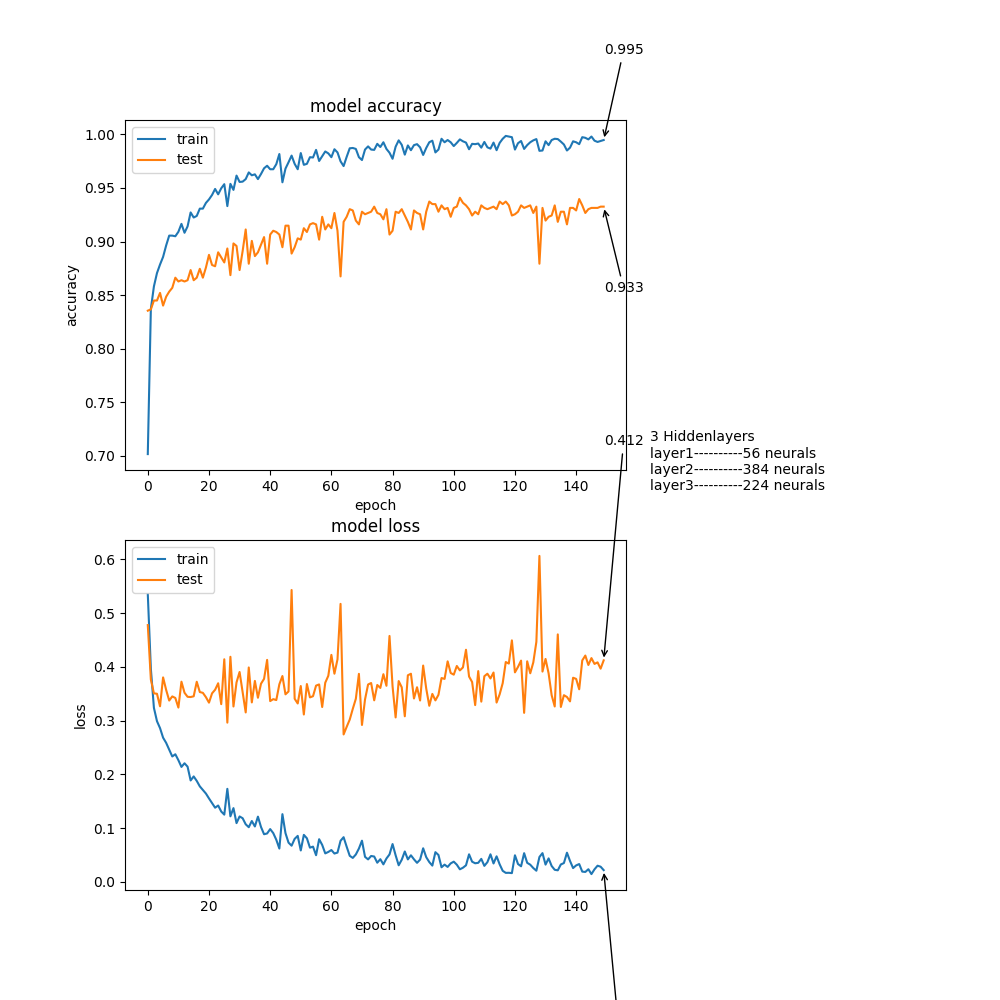 0.995
model accuracy
train
test
1.00
0.95
0.90
0.85
0.80
0.75
0.70
accuracy
0 20 40 60 80 100 120 140
epoch
0.933
0.412
3 Hiddenlayers
layer1----------56 neurals
layer2----------384 neurals
layer3----------224 neurals
model loss
train
test
0.6
0.5
0.4
0.3
0.2
0.1
0.0
loss
0 20 40 60 80 100 120 140
epoch